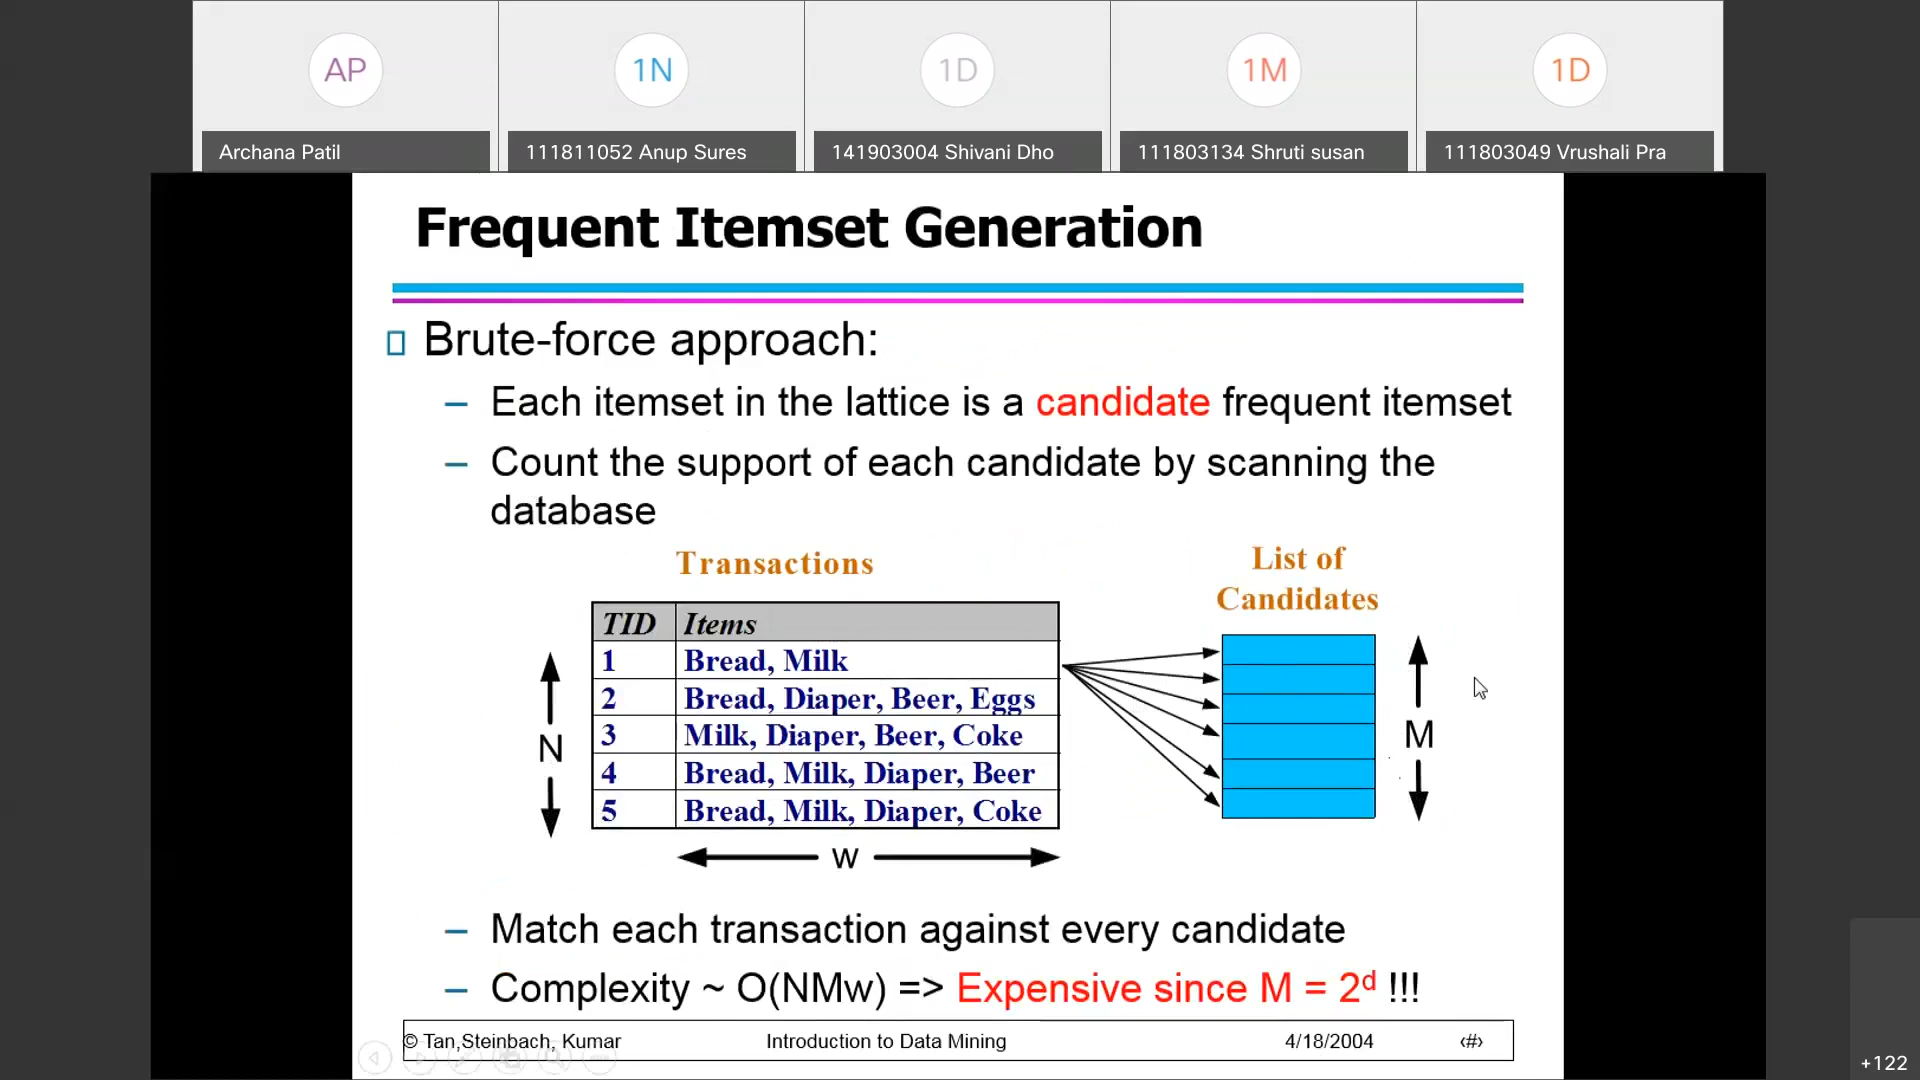 AP
1N
1D
1M
1D
Archana Patil
111811052 Anup Sures
141903004 Shivani Dho
111803134 Shruti susan
111803049 Vrushali Pra
Frequent Itemset Generation
Brute-force approach:
– Each itemset in the lattice is a candidate frequent itemset
– Count the support of each candidate by scanning the
database
Transactions
List of
Candidates
TID Items
1 Bread, Milk
2 Bread, Diaper, Beer, Eggs
3 Milk, Diaper, Beer, Coke
4 Bread, Milk, Diaper, Beer
5 Bread, Milk, Diaper, Coke
N
M
w
– Match each transaction against every candidate
– Complexity ~ O(NMw) => Expensive since M = 2ᵈ !!!
© Tan,Steinbach, Kumar Introduction to Data Mining 4/18/2004 ‹#›
+122